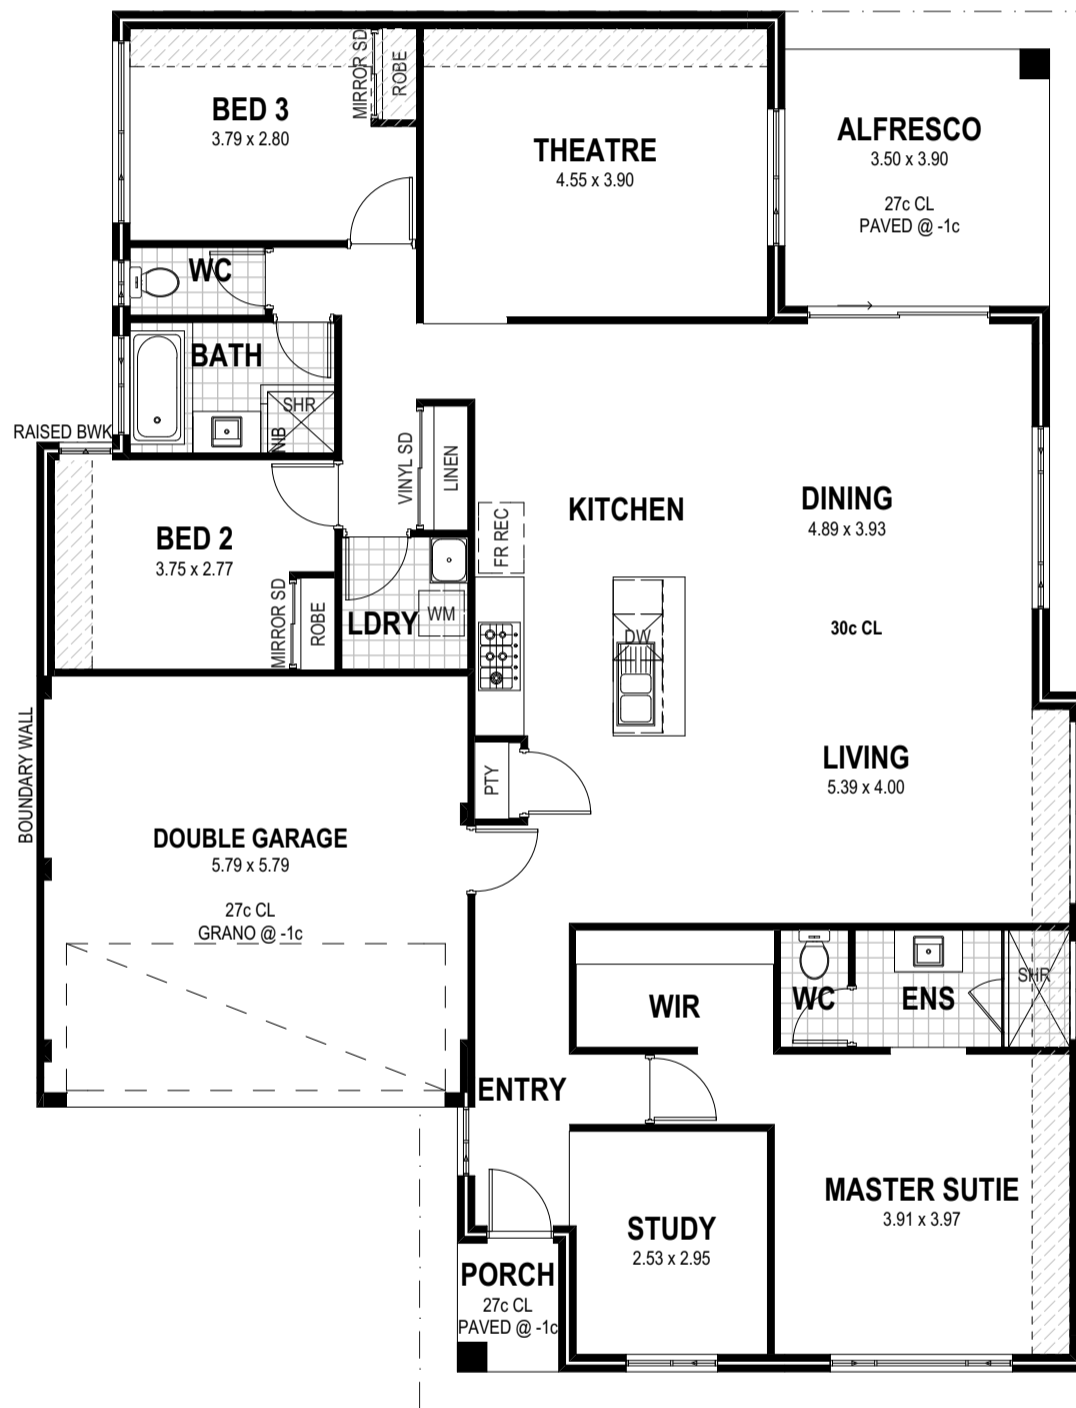 MIRROR SD
ROBE
BED 3
3.79 x 2.80
THEATRE
4.55 x 3.90
ALFRESCO
3.50 x 3.90
27c CL
PAVED @ -1c
WC
BATH
SHR
NIB
RAISED BWK
VINYL SD
LINEN
KITCHEN
DINING
4.89 x 3.93
FR REC
BED 2
3.75 x 2.77
MIRROR SD
ROBE
LDRY
WM
DW
30c CL
BOUNDARY WALL
PTY
LIVING
5.39 x 4.00
DOUBLE GARAGE
5.79 x 5.79
27c CL
GRANO @ -1c
WIR
WC
ENS
SHR
ENTRY
MASTER SUTIE
3.91 x 3.97
STUDY
2.53 x 2.95
PORCH
27c CL
PAVED @ -1c